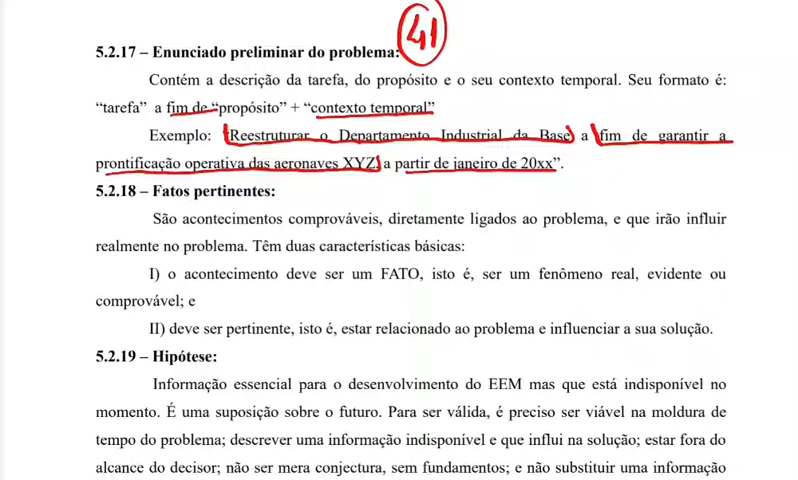 41
5.2.17 – Enunciado preliminar do problema:
Contém a descrição da tarefa, do propósito e o seu contexto temporal. Seu formato é:
“tarefa” a fim de “propósito” + “contexto temporal”
Exemplo: “Reestruturar o Departamento Industrial da Base, a fim de garantir a
prontificação operativa das aeronaves XYZ, a partir de janeiro de 20xx”.
5.2.18 – Fatos pertinentes:
São acontecimentos comprováveis, diretamente ligados ao problema, e que irão influir
realmente no problema. Têm duas características básicas:
I) o acontecimento deve ser um FATO, isto é, ser um fenômeno real, evidente ou
comprovável; e
II) deve ser pertinente, isto é, estar relacionado ao problema e influenciar a sua solução.
5.2.19 – Hipótese:
Informação essencial para o desenvolvimento do EEM mas que está indisponível no
momento. É uma suposição sobre o futuro. Para ser válida, é preciso ser viável na moldura de
tempo do problema; descrever uma informação indisponível e que influi na solução; estar fora do
alcance do decisor; não ser mera conjectura, sem fundamentos; e não substituir uma informação